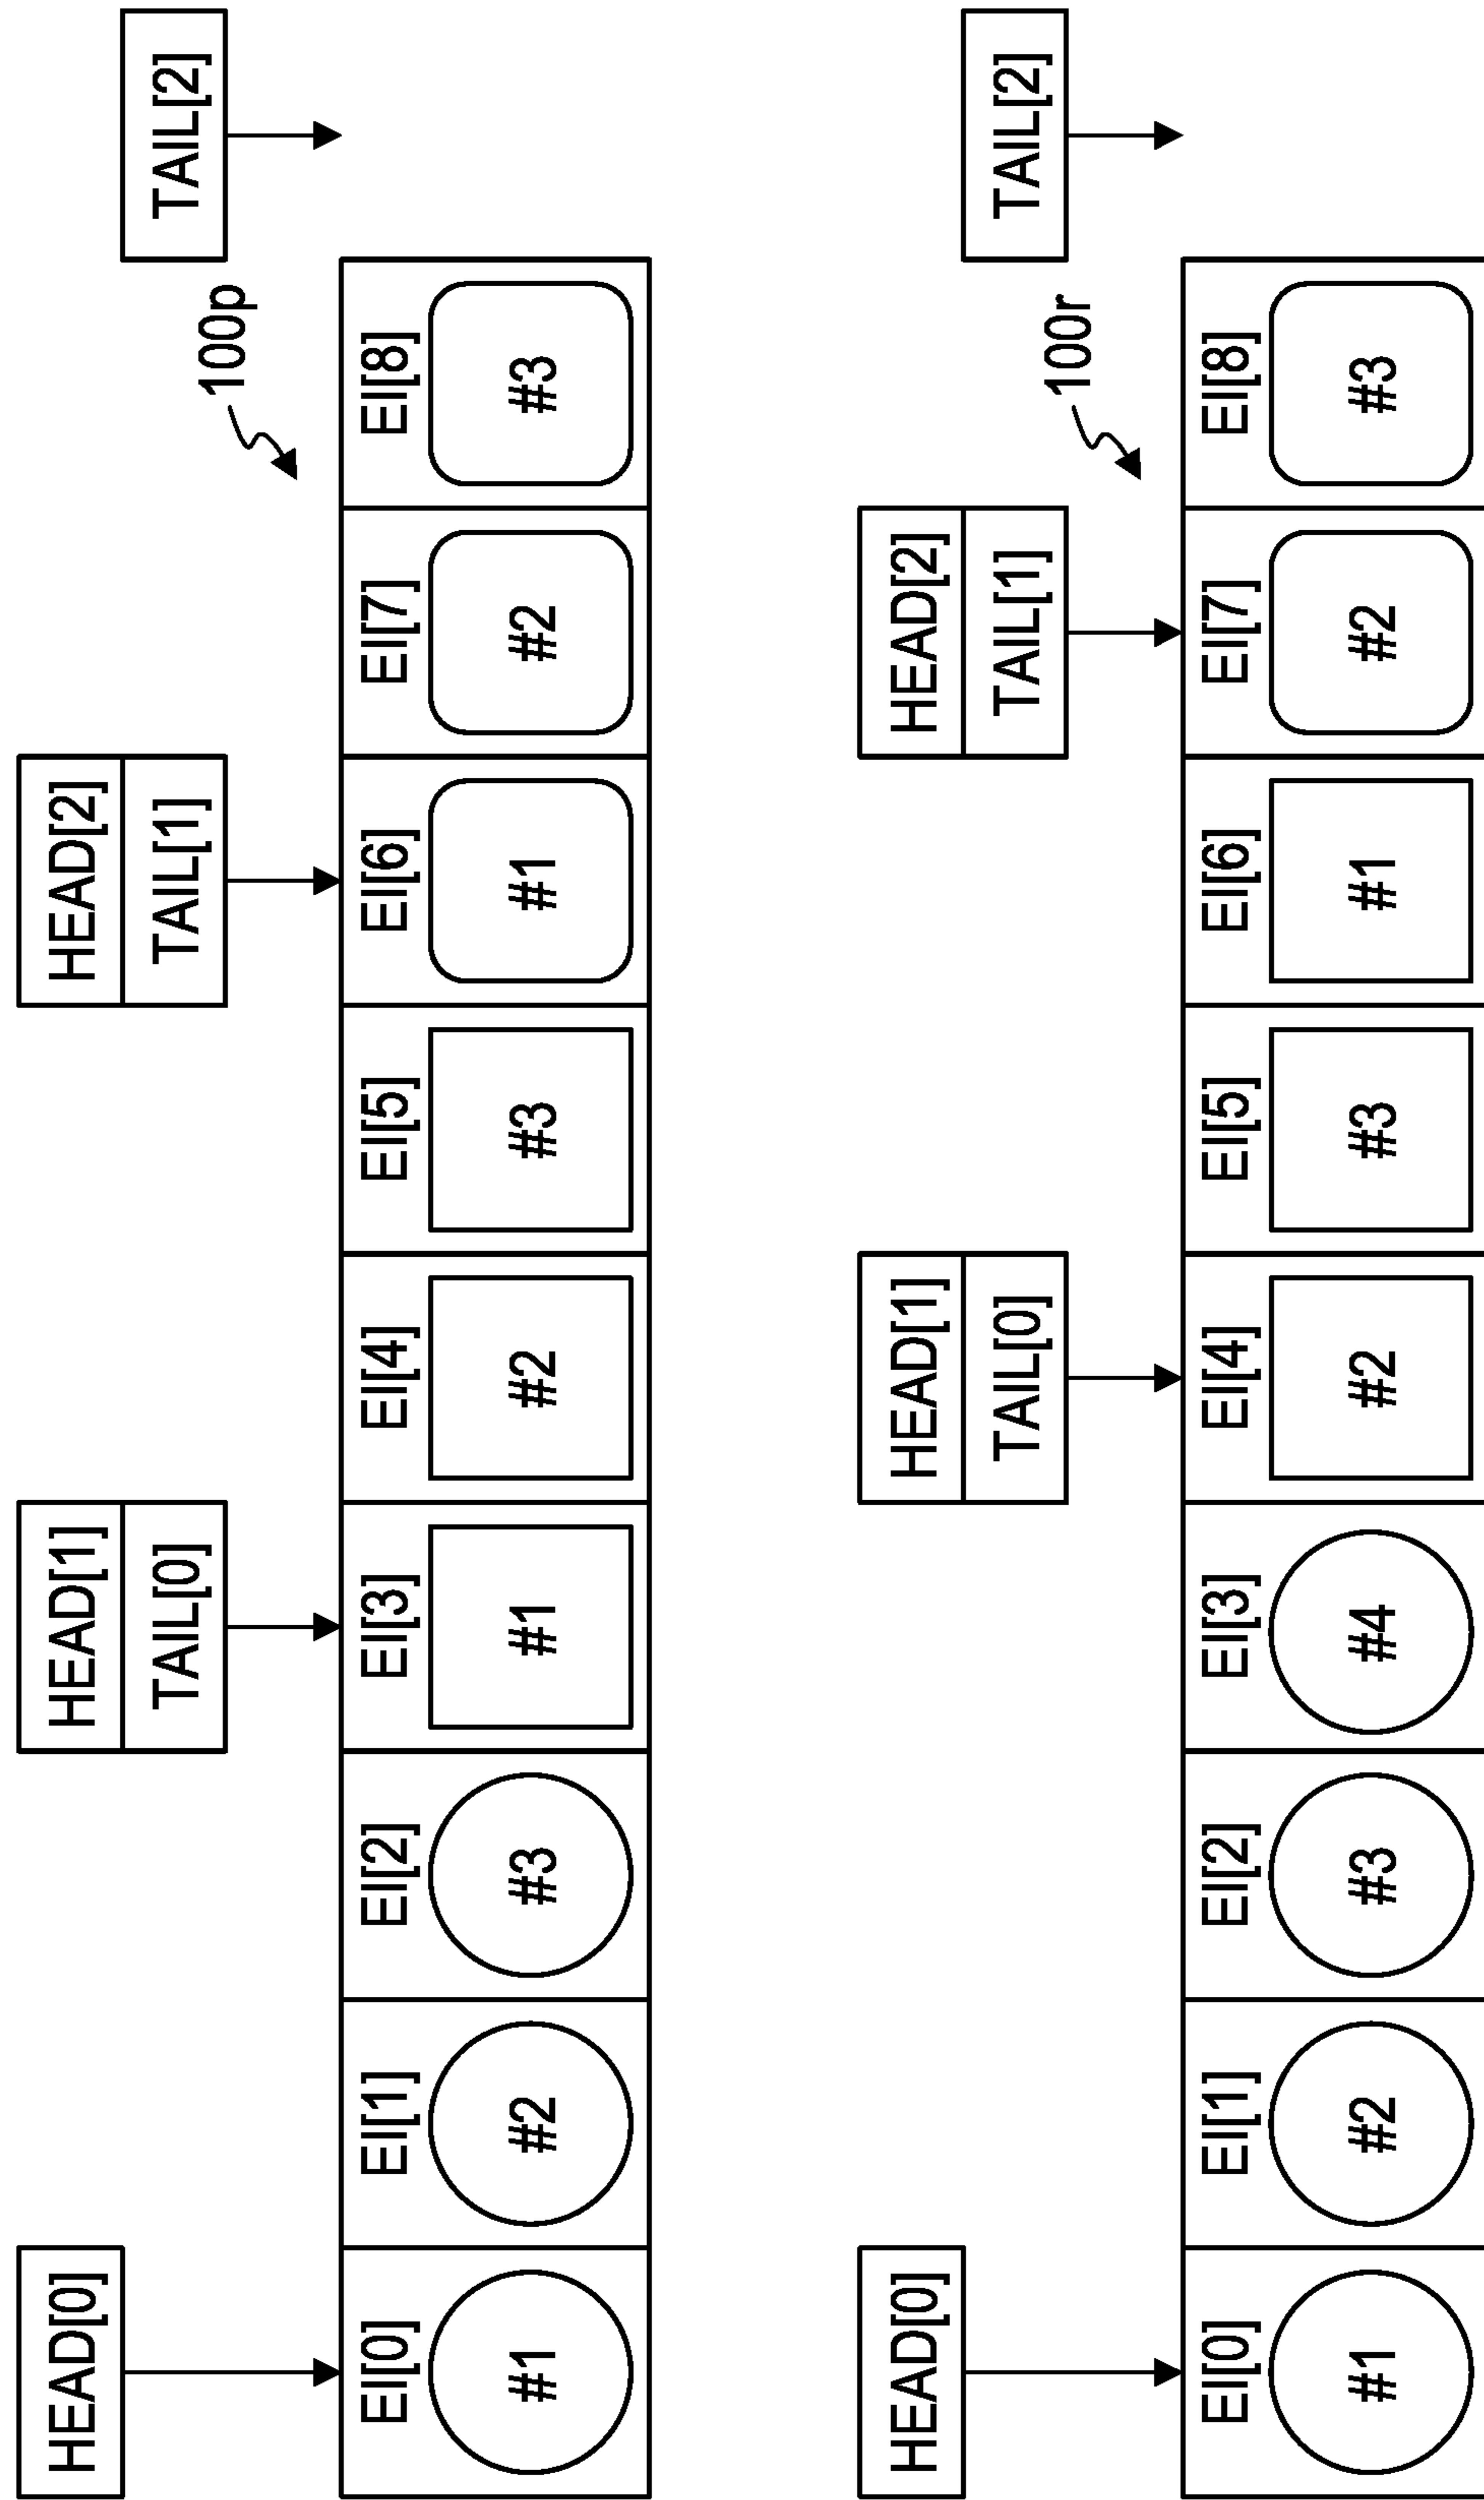 HEAD[0] HEAD[1] HEAD[2]
TAIL[0] TAIL[1] TAIL[2]
100p
EI[0] EI[1] EI[2] EI[3] EI[4] EI[5] EI[6] EI[7] EI[8]
#1 #2 #3 #1 #2 #3 #1 #2 #3
HEAD[0] HEAD[1] HEAD[2]
TAIL[0] TAIL[1] TAIL[2]
100r
EI[0] EI[1] EI[2] EI[3] EI[4] EI[5] EI[6] EI[7] EI[8]
#1 #2 #3 #4 #2 #3 #1 #2 #3